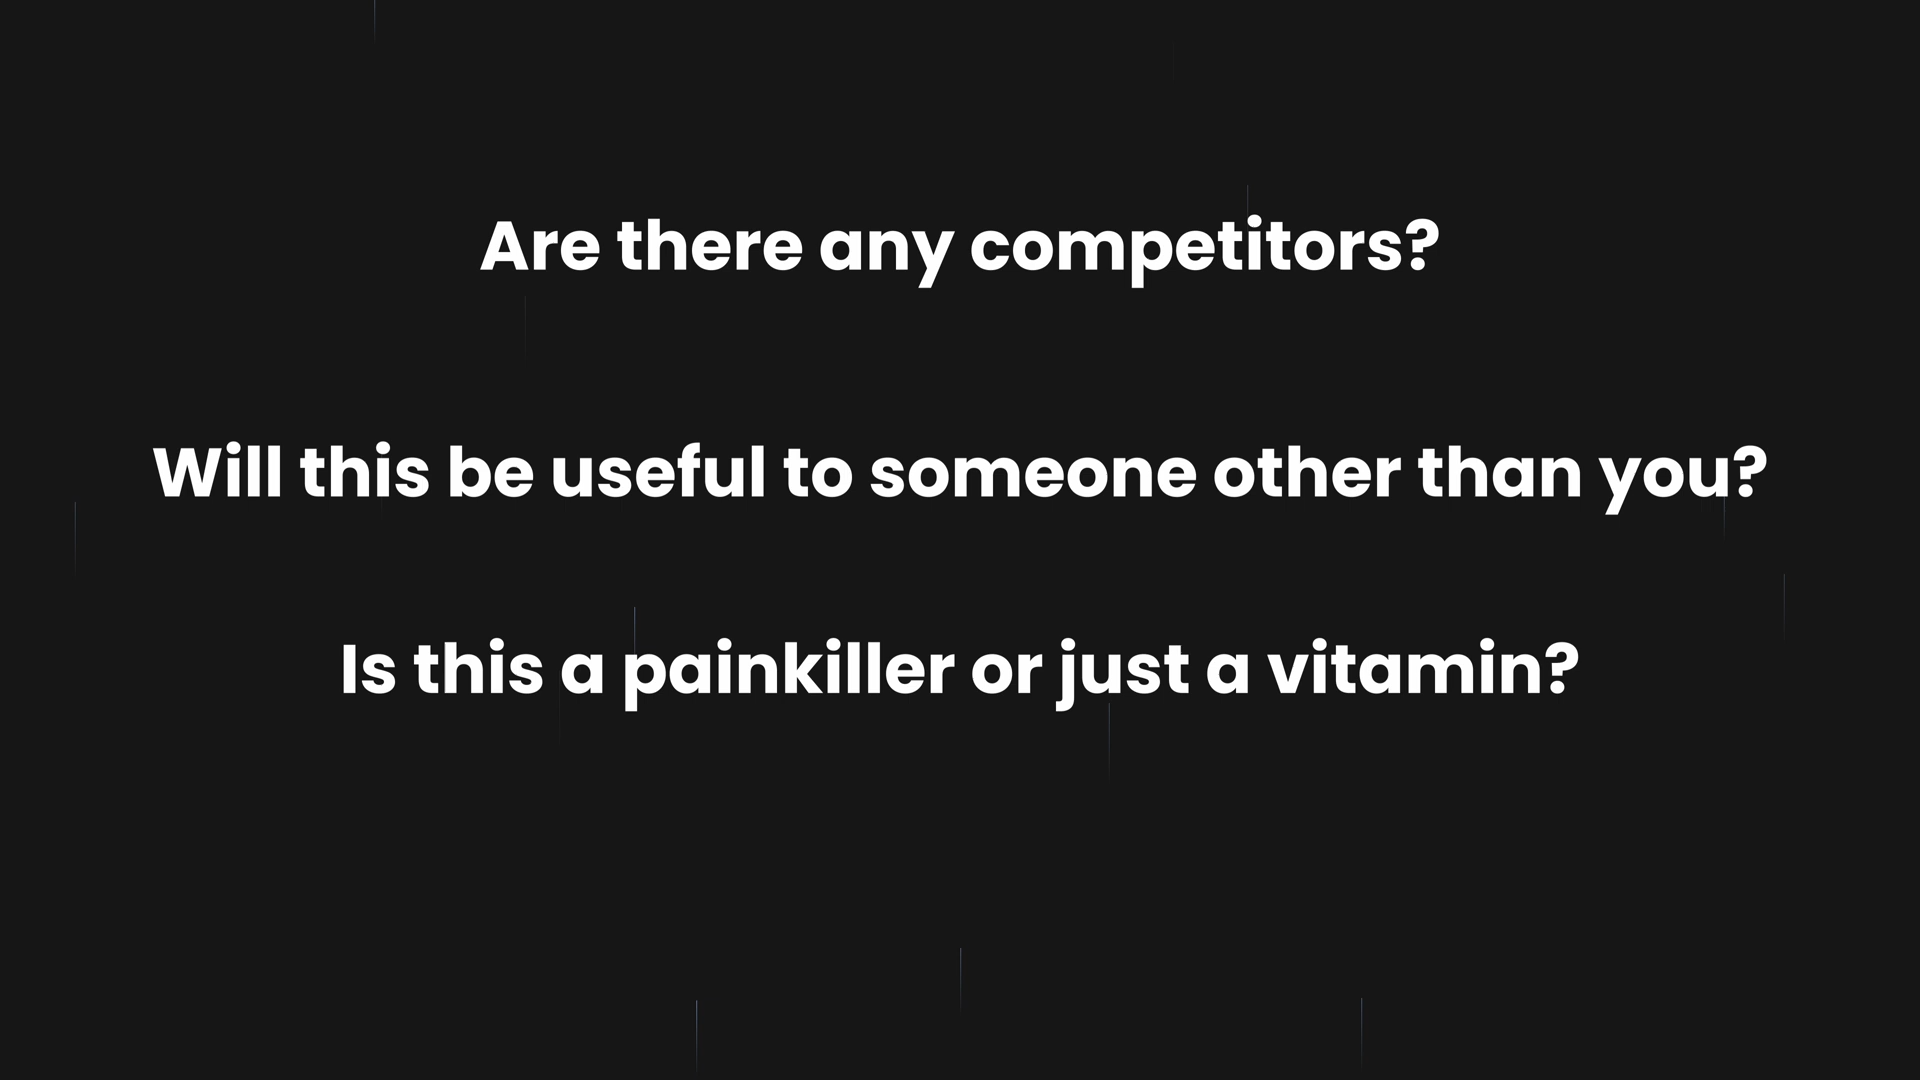 Are there any competitors?
Will this be useful to someone other than you?
Is this a painkiller or just a vitamin?